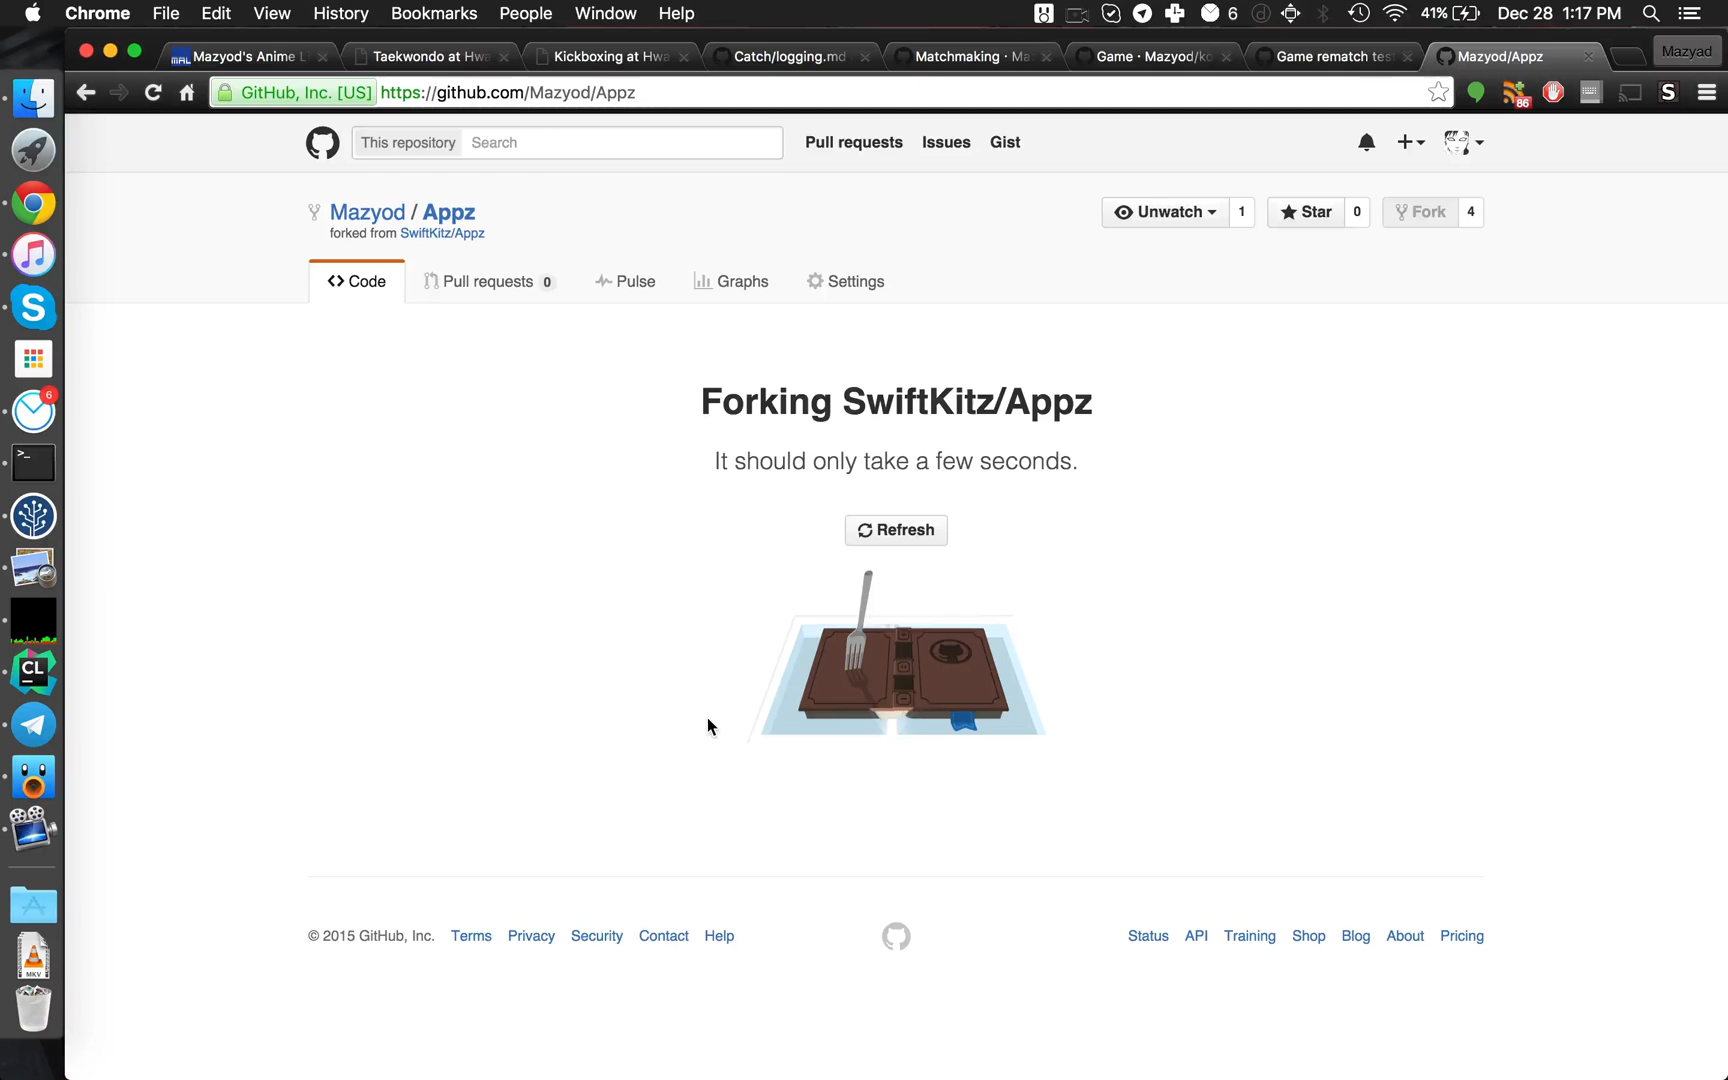 Chrome File Edit View History Bookmarks People Window Help 6 41% Dec 28 1:17 PM
Mazyod's Anime L Taekwondo at Hwa Kickboxing at Hwa Catch/logging.md Matchmaking · Ma Game · Mazyod/ko Game rematch tes Mazyod/Appz Mazyad
GitHub, Inc. [US] https://github.com/Mazyod/Appz 86 S
This repository Search Pull requests Issues Gist
Mazyod / Appz Unwatch 1 Star 0 Fork 4
forked from SwiftKitz/Appz
Code Pull requests 0 Pulse Graphs Settings
Forking SwiftKitz/Appz
It should only take a few seconds.
Refresh
© 2015 GitHub, Inc. Terms Privacy Security Contact Help Status API Training Shop Blog About Pricing
S
6
>_
CL
MKV